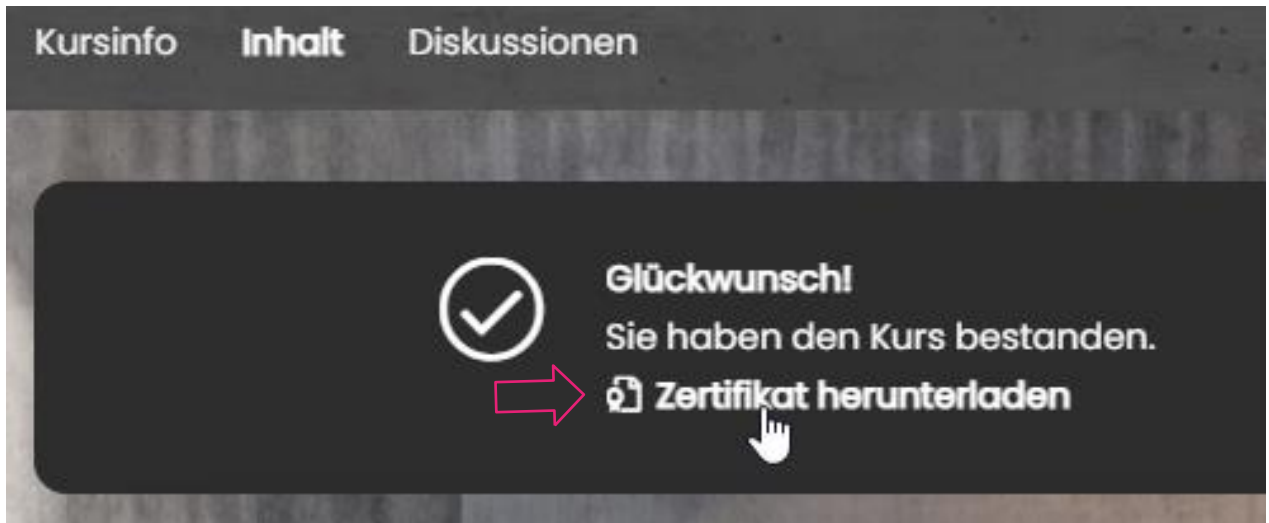 Kursinfo Inhalt Diskussionen
Glückwunsch!
Sie haben den Kurs bestanden.
Zertifikat herunterladen